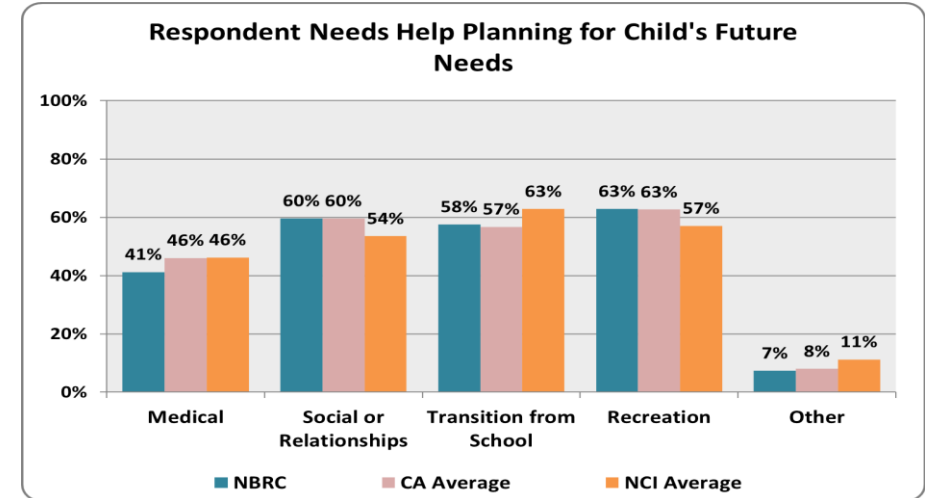 Respondent Needs Help Planning for Child's Future
Needs
100%
80%
60%
40%
20%
0%
41% 46% 46%
60% 60% 54%
58% 57% 63%
63% 63% 57%
7% 8% 11%
Medical
Social or
Relationships
Transition from
School
Recreation
Other
NBRC CA Average NCI Average